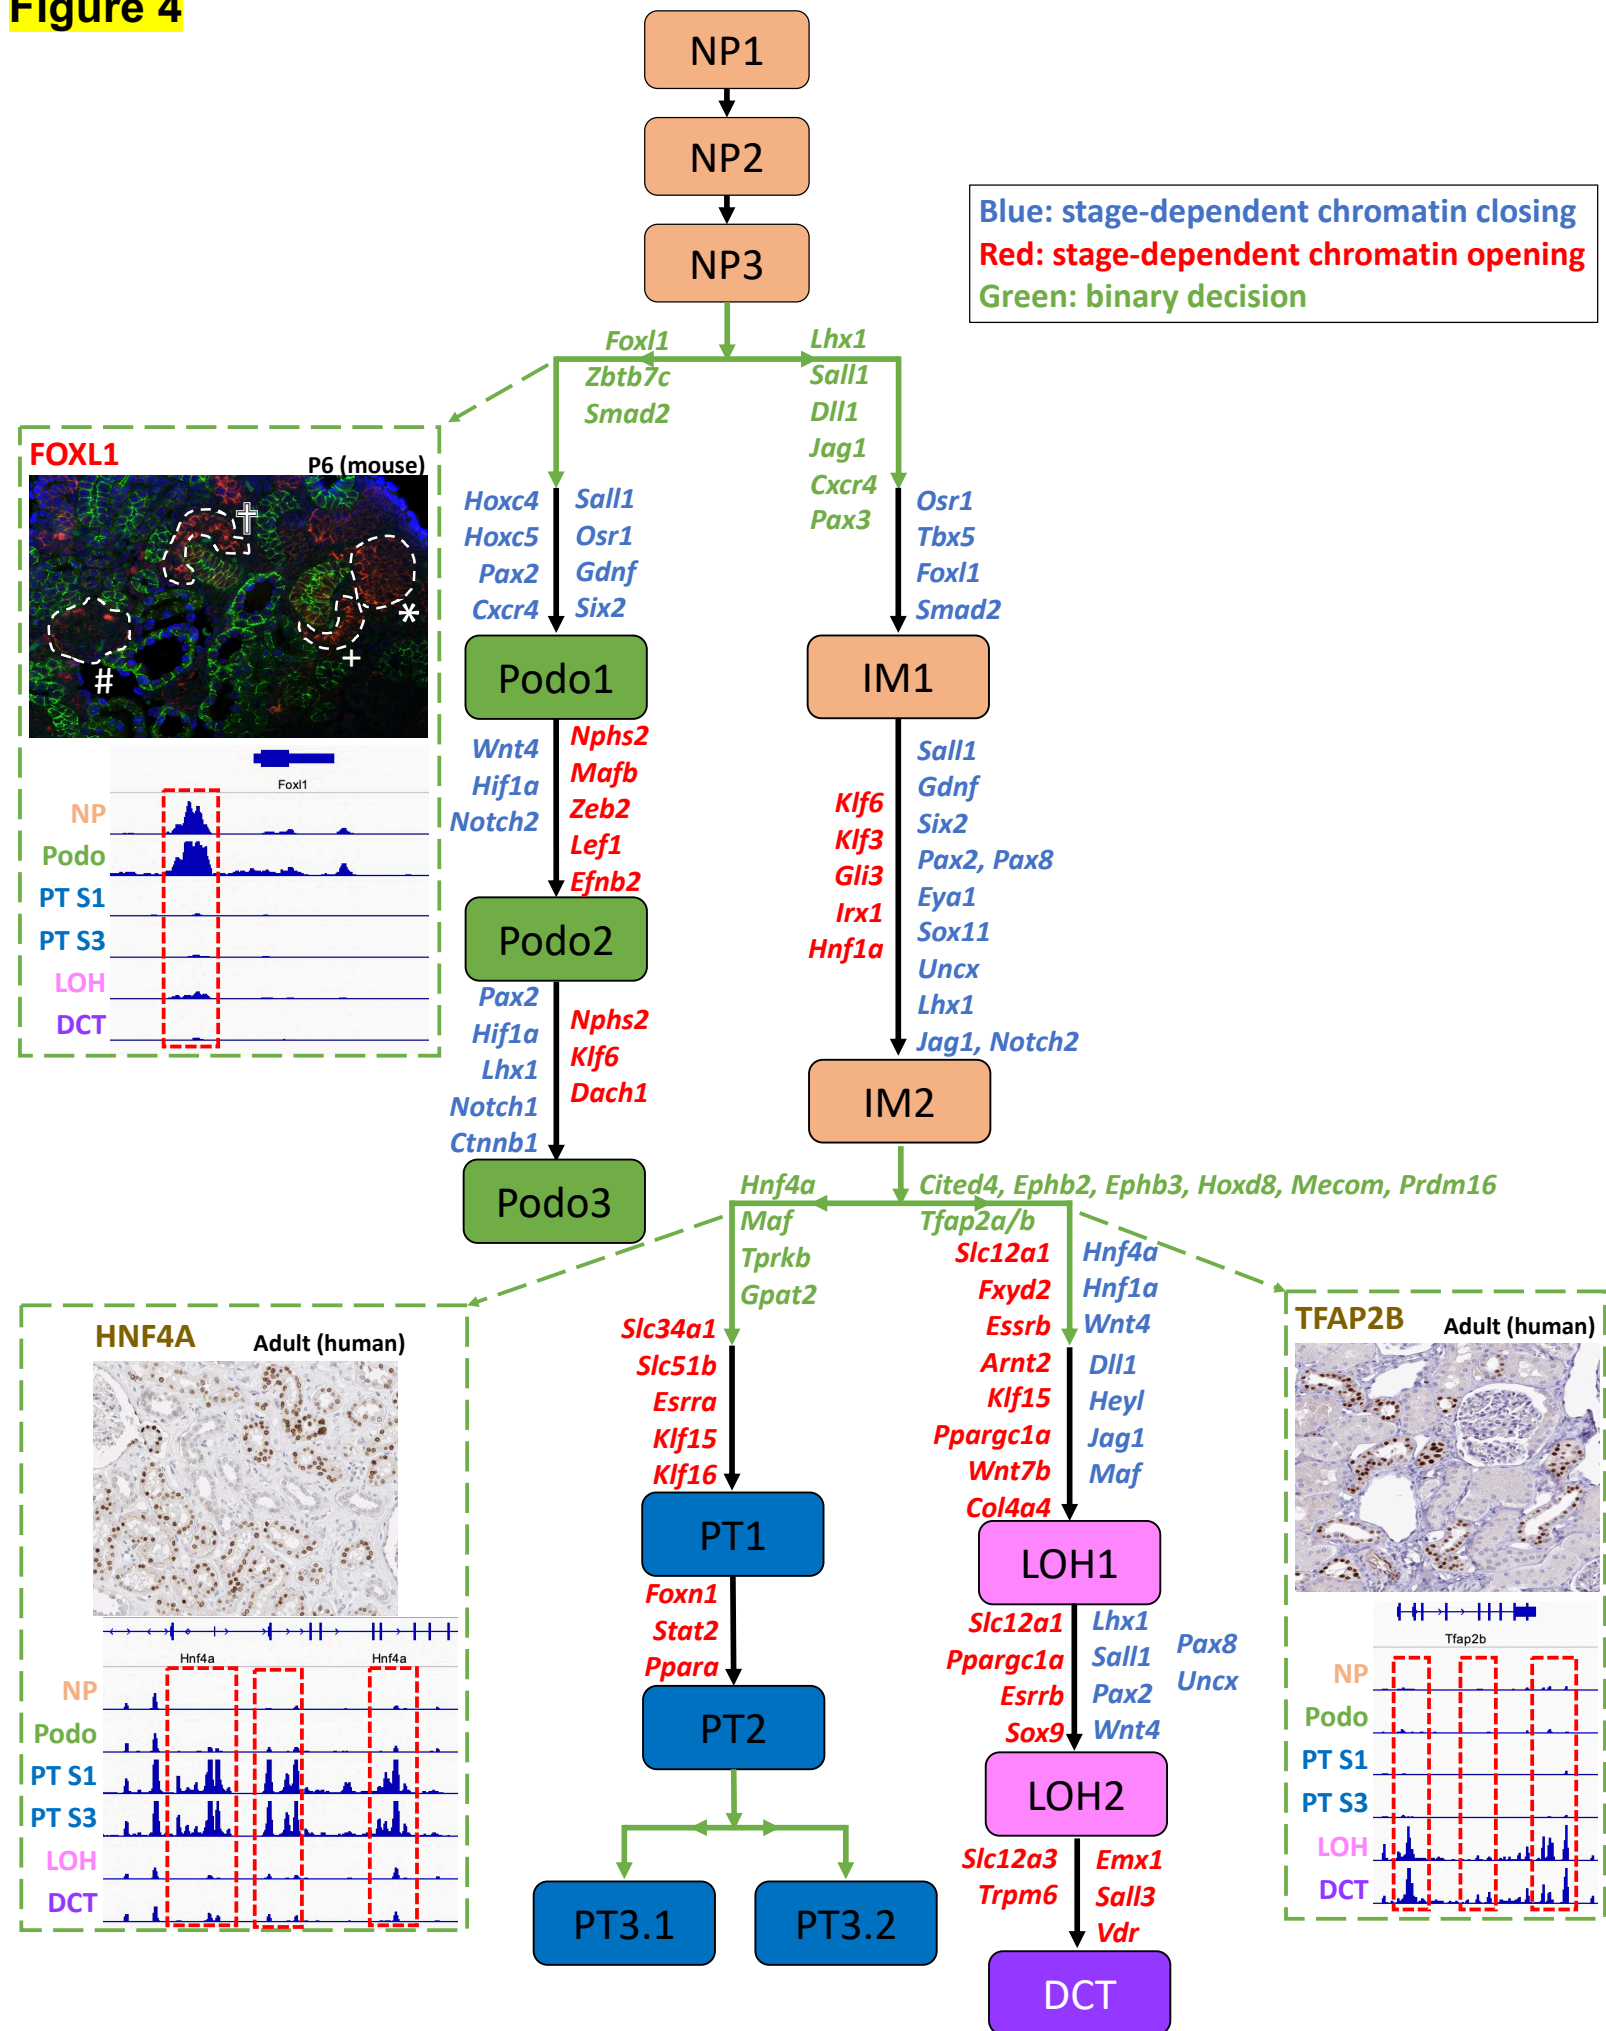 Figure 4
NP1
NP2
NP3
Blue: stage-dependent chromatin closing
Red: stage-dependent chromatin opening
Green: binary decision
Foxl1
Zbtb7c
Smad2
Lhx1
Sall1
Dll1
Jag1
Cxcr4
Pax3
FOXL1
P6 (mouse)
†
*
+
#
Foxl1
NP
Podo
PT S1
PT S3
LOH
DCT
Hoxc4
Hoxc5
Pax2
Cxcr4
Sall1
Osr1
Gdnf
Six2
Osr1
Tbx5
Foxl1
Smad2
Podo1
IM1
Wnt4
Hif1a
Notch2
Nphs2
Mafb
Zeb2
Lef1
Efnb2
Klf6
Klf3
Gli3
Irx1
Hnf1a
Sall1
Gdnf
Six2
Pax2, Pax8
Eya1
Sox11
Uncx
Lhx1
Jag1, Notch2
Podo2
Pax2
Hif1a
Lhx1
Notch1
Ctnnb1
Nphs2
Klf6
Dach1
IM2
Podo3
Hnf4a
Maf
Tprkb
Gpat2
Cited4, Ephb2, Ephb3, Hoxd8, Mecom, Prdm16
Tfap2a/b
Slc34a1
Slc51b
Esrra
Klf15
Klf16
Slc12a1
Fxyd2
Essrb
Arnt2
Klf15
Ppargc1a
Wnt7b
Col4a4
Hnf4a
Hnf1a
Wnt4
Dll1
Heyl
Jag1
Maf
HNF4A
Adult (human)
Hnf4a
Hnf4a
NP
Podo
PT S1
PT S3
LOH
DCT
TFAP2B
Adult (human)
Tfap2b
NP
Podo
PT S1
PT S3
LOH
DCT
PT1
LOH1
Foxn1
Stat2
Ppara
Slc12a1
Ppargc1a
Esrrb
Sox9
Lhx1
Sall1
Pax2
Wnt4
Pax8
Uncx
PT2
LOH2
Slc12a3
Trpm6
Emx1
Sall3
Vdr
PT3.1
PT3.2
DCT